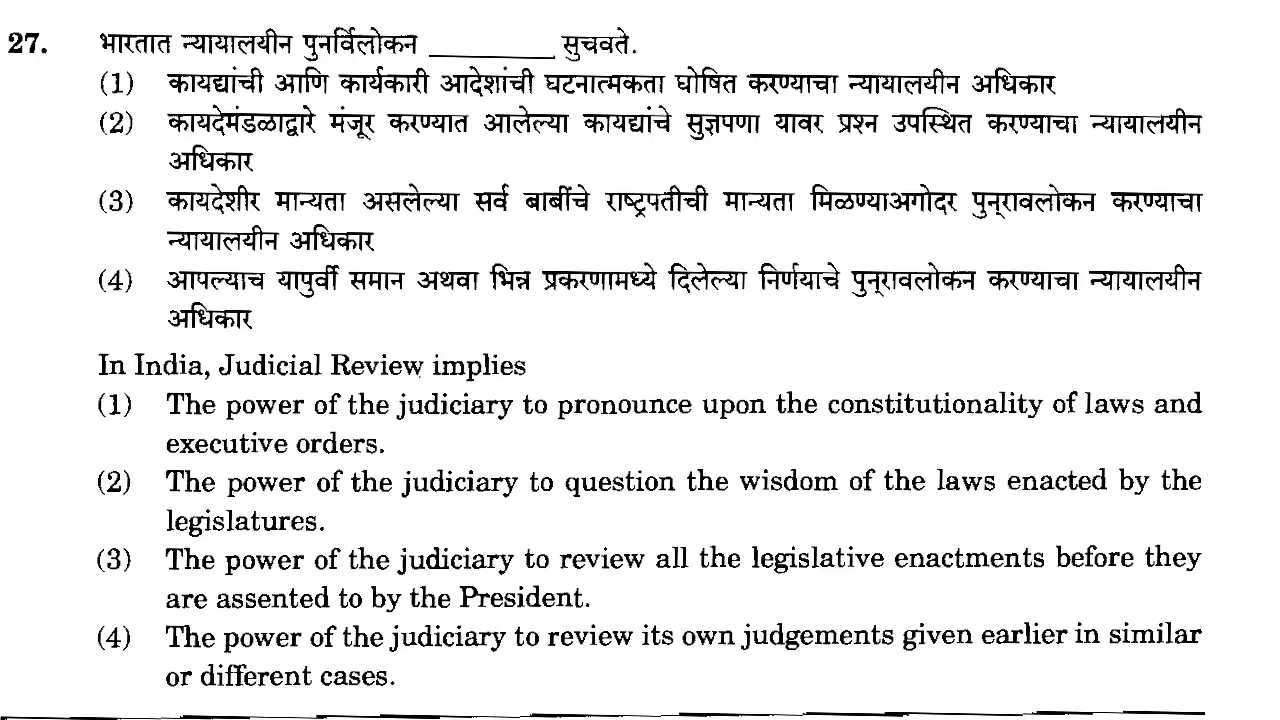 27. भारतात न्यायालयीन पुनर्विलोकन ________ सुचवते.
(1) कायद्यांची आणि कार्यकारी आदेशांची घटनात्मकता घोषित करण्याचा न्यायालयीन अधिकार
(2) कायदेमंडळाद्वारे मंजूर करण्यात आलेल्या कायद्यांचे सुज्ञपणा यावर प्रश्न उपस्थित करण्याचा न्यायालयीन
अधिकार
(3) कायदेशीर मान्यता असलेल्या सर्व बाबींचे राष्ट्रपतीची मान्यता मिळण्याअगोदर पुन्‌रावलोकन करण्याचा
न्यायालयीन अधिकार
(4) आपल्याच यापुर्वी समान अथवा भिन्न प्रकरणामध्ये दिलेल्या निर्णयाचे पुन्‌रावलोकन करण्याचा न्यायालयीन
अधिकार
In India, Judicial Review implies
(1) The power of the judiciary to pronounce upon the constitutionality of laws and
executive orders.
(2) The power of the judiciary to question the wisdom of the laws enacted by the
legislatures.
(3) The power of the judiciary to review all the legislative enactments before they
are assented to by the President.
(4) The power of the judiciary to review its own judgements given earlier in similar
or different cases.